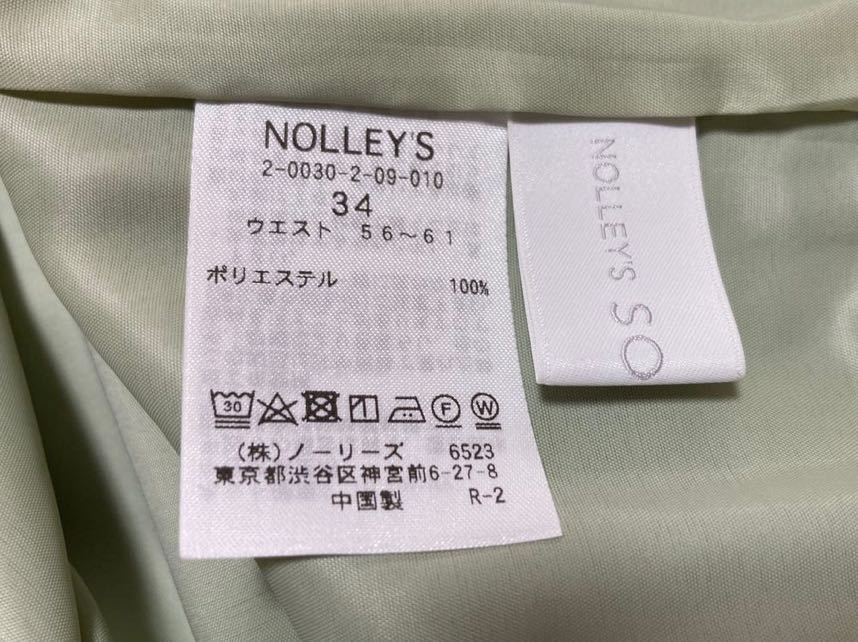 NOLLEY'S
2-0030-2-09-010
34
ウエスト 56～61
ポリエステル 100%
30
F
W
(株)ノーリーズ 6523
東京都渋谷区神宮前6-27-8
中国製 R-2
NOLLEY'S SO